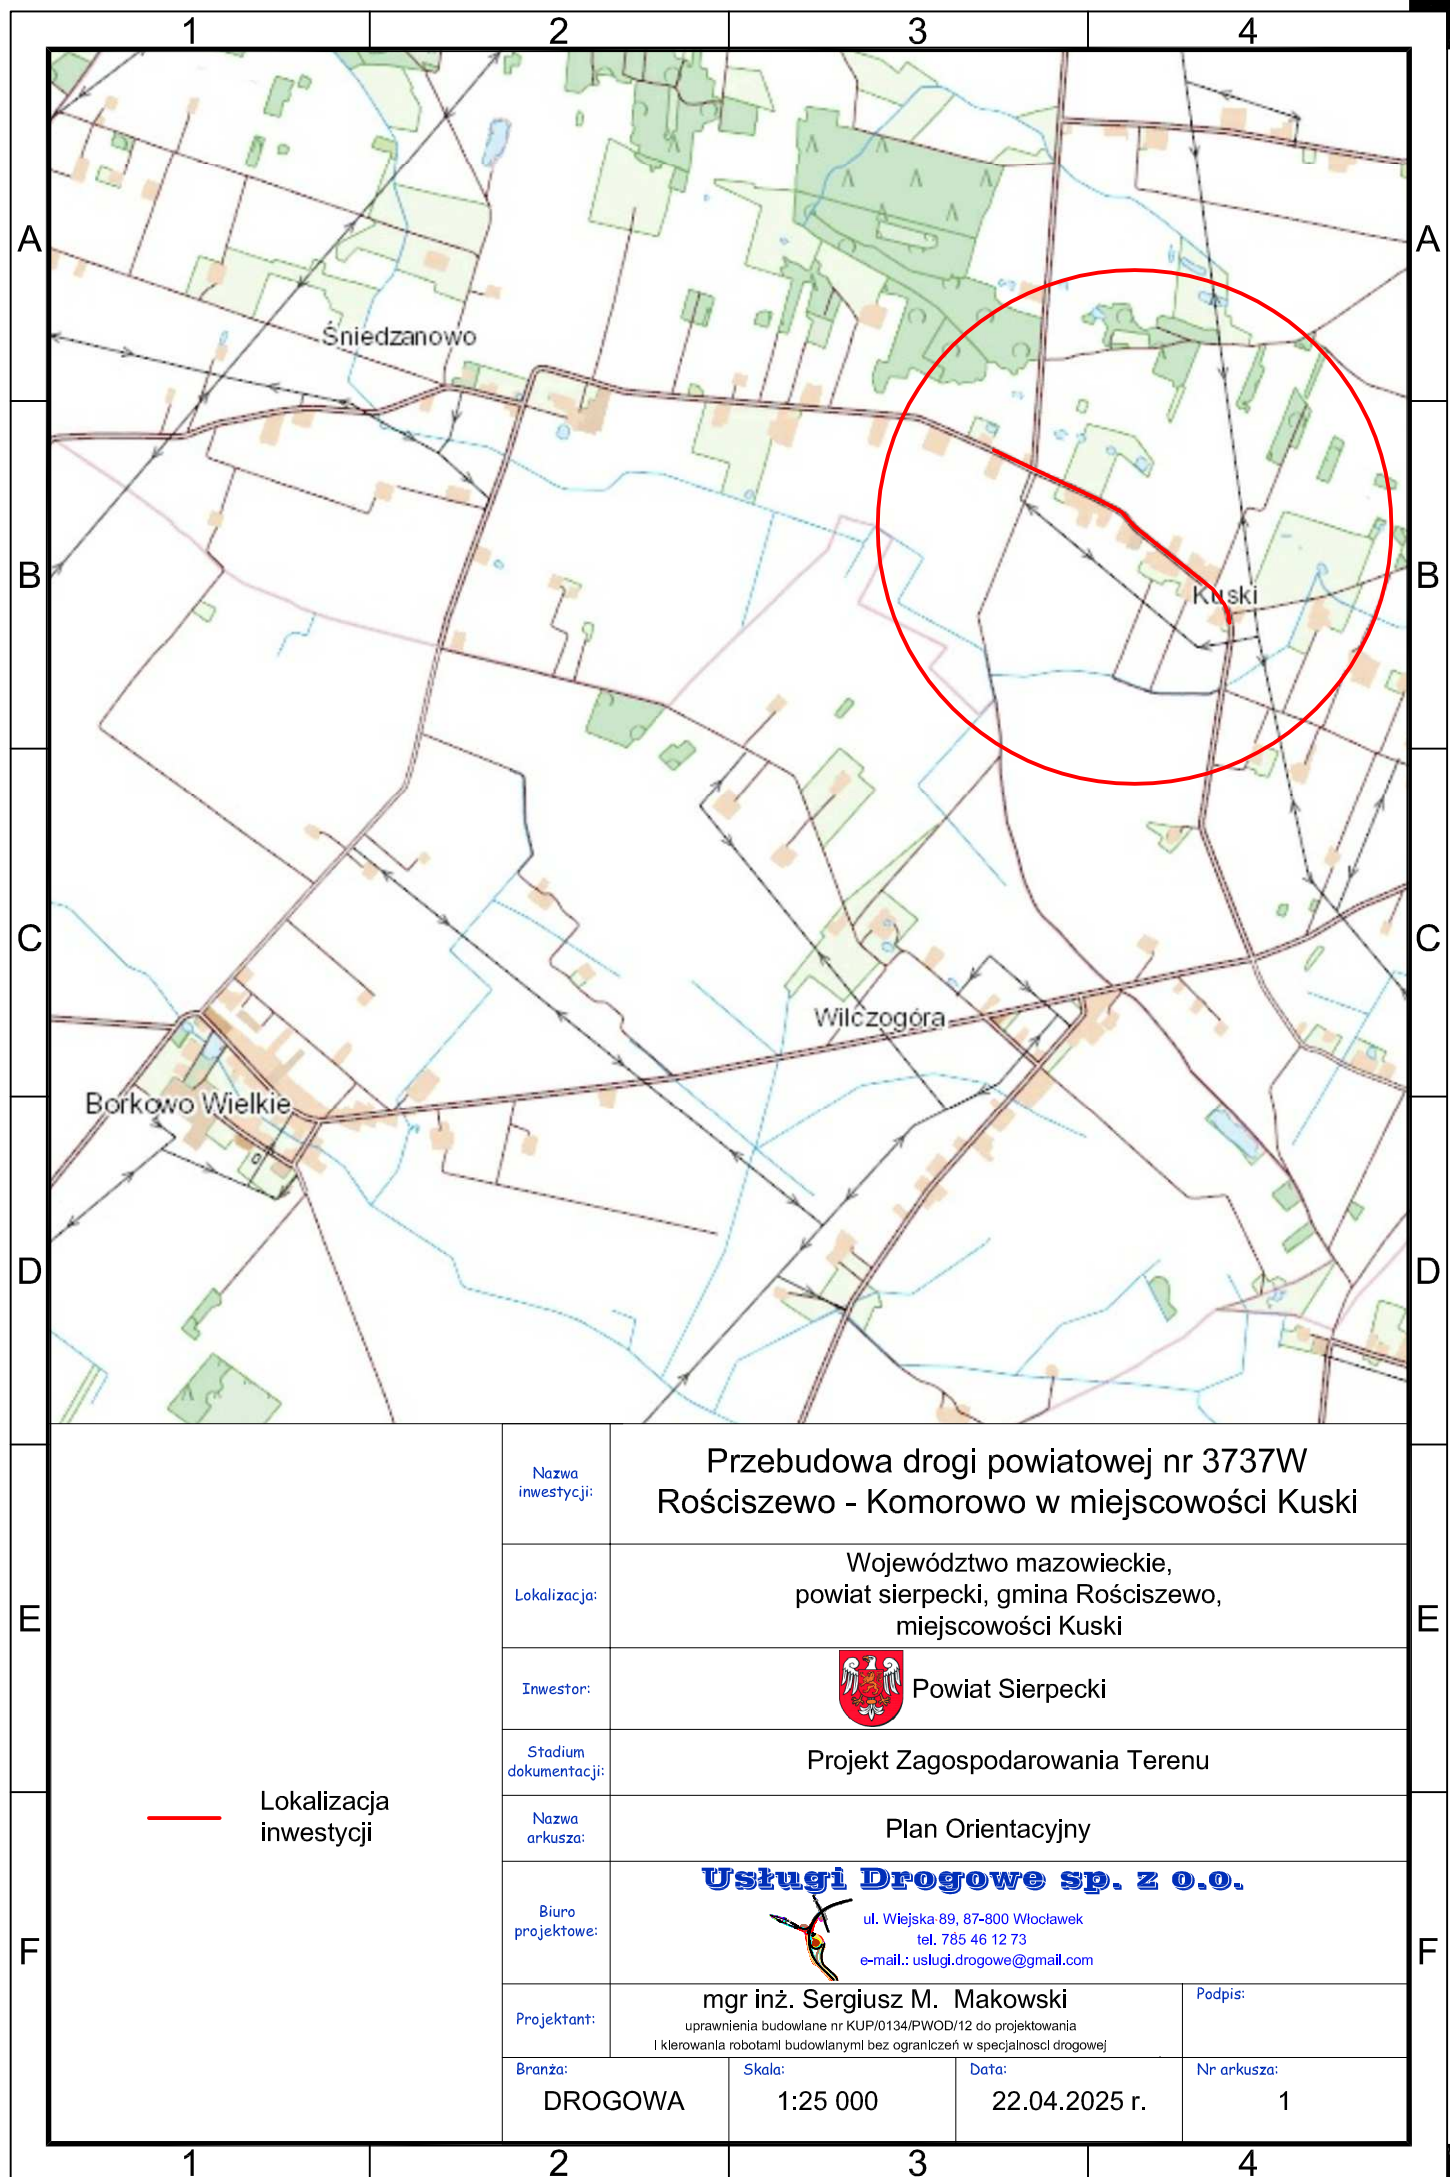 1 2 3 4
A A
Śniedzanowo
B B
Kuski
C C
Wilczogóra
Borkowo Wielkie
D D
Nazwa
inwestycji:
Przebudowa drogi powiatowej nr 3737W
Rościszewo - Komorowo w miejscowości Kuski
Lokalizacja:
Województwo mazowieckie,
powiat sierpecki, gmina Rościszewo,
miejscowości Kuski
E E
Inwestor:
Powiat Sierpecki
Stadium
dokumentacji:
Projekt Zagospodarowania Terenu
Lokalizacja
inwestycji
Nazwa
arkusza:
Plan Orientacyjny
Biuro
projektowe:
Usługi Drogowe sp. z o.o.
ul. Wiejska 89, 87-800 Włocławek
tel. 785 46 12 73
e-mail.: uslugi.drogowe@gmail.com
F F
Projektant:
mgr inż. Sergiusz M. Makowski
uprawnienia budowlane nr KUP/0134/PWOD/12 do projektowania
i kierowania robotami budowlanymi bez ograniczeń w specjalnosci drogowej
Podpis:
Branża:
DROGOWA
Skala:
1:25 000
Data:
22.04.2025 r.
Nr arkusza:
1
1 2 3 4